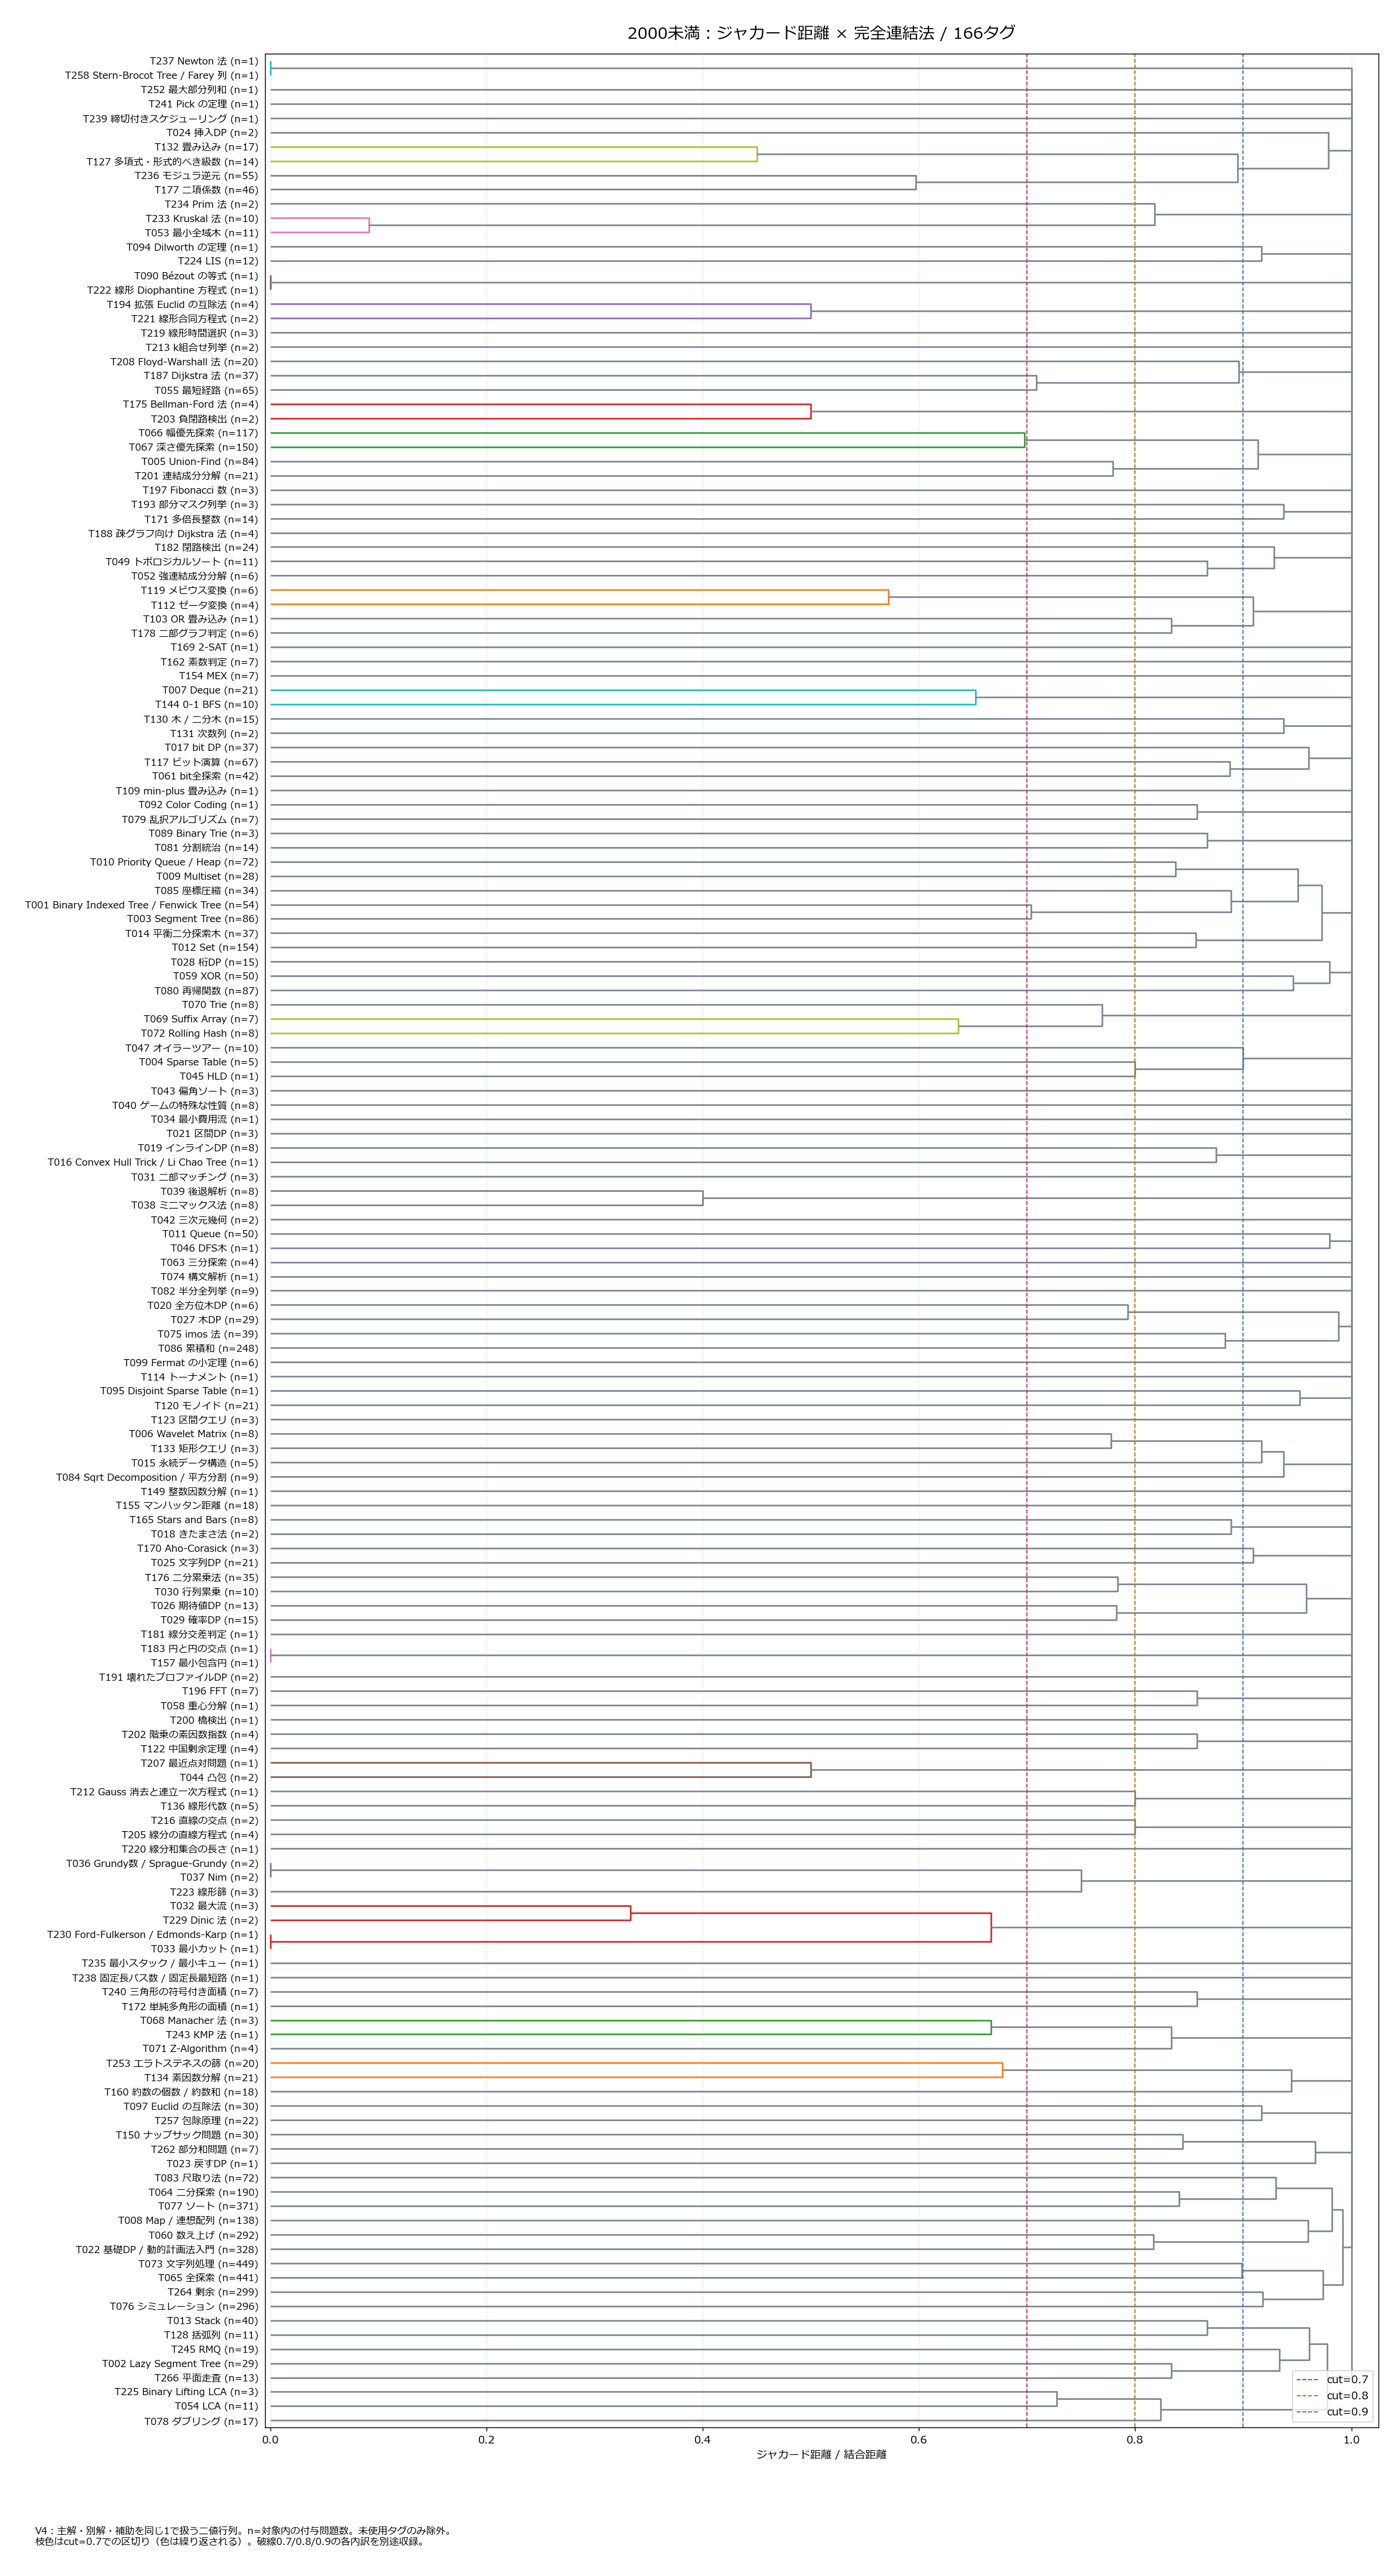 2000未満：ジャカード距離 × 完全連結法 / 166タグ
T237 Newton 法 (n=1)
T258 Stern-Brocot Tree / Farey 列 (n=1)
T252 最大部分列和 (n=1)
T241 Pick の定理 (n=1)
T239 締切付きスケジューリング (n=1)
T024 挿入DP (n=2)
T132 畳み込み (n=17)
T127 多項式・形式的べき級数 (n=14)
T236 モジュラ逆元 (n=55)
T177 二項係数 (n=46)
T234 Prim 法 (n=2)
T233 Kruskal 法 (n=10)
T053 最小全域木 (n=11)
T094 Dilworth の定理 (n=1)
T224 LIS (n=12)
T090 Bézout の等式 (n=1)
T222 線形 Diophantine 方程式 (n=1)
T194 拡張 Euclid の互除法 (n=4)
T221 線形合同方程式 (n=2)
T219 線形時間選択 (n=3)
T213 k組合せ列挙 (n=2)
T208 Floyd-Warshall 法 (n=20)
T187 Dijkstra 法 (n=37)
T055 最短経路 (n=65)
T175 Bellman-Ford 法 (n=4)
T203 負閉路検出 (n=2)
T066 幅優先探索 (n=117)
T067 深さ優先探索 (n=150)
T005 Union-Find (n=84)
T201 連結成分分解 (n=21)
T197 Fibonacci 数 (n=3)
T193 部分マスク列挙 (n=3)
T171 多倍長整数 (n=14)
T188 疎グラフ向け Dijkstra 法 (n=4)
T182 閉路検出 (n=24)
T049 トポロジカルソート (n=11)
T052 強連結成分分解 (n=6)
T119 メビウス変換 (n=6)
T112 ゼータ変換 (n=4)
T103 OR 畳み込み (n=1)
T178 二部グラフ判定 (n=6)
T169 2-SAT (n=1)
T162 素数判定 (n=7)
T154 MEX (n=7)
T007 Deque (n=21)
T144 0-1 BFS (n=10)
T130 木 / 二分木 (n=15)
T131 次数列 (n=2)
T017 bit DP (n=37)
T117 ビット演算 (n=67)
T061 bit全探索 (n=42)
T109 min-plus 畳み込み (n=1)
T092 Color Coding (n=1)
T079 乱択アルゴリズム (n=7)
T089 Binary Trie (n=3)
T081 分割統治 (n=14)
T010 Priority Queue / Heap (n=72)
T009 Multiset (n=28)
T085 座標圧縮 (n=34)
T001 Binary Indexed Tree / Fenwick Tree (n=54)
T003 Segment Tree (n=86)
T014 平衡二分探索木 (n=37)
T012 Set (n=154)
T028 桁DP (n=15)
T059 XOR (n=50)
T080 再帰関数 (n=87)
T070 Trie (n=8)
T069 Suffix Array (n=7)
T072 Rolling Hash (n=8)
T047 オイラーツアー (n=10)
T004 Sparse Table (n=5)
T045 HLD (n=1)
T043 偏角ソート (n=3)
T040 ゲームの特殊な性質 (n=8)
T034 最小費用流 (n=1)
T021 区間DP (n=3)
T019 インラインDP (n=8)
T016 Convex Hull Trick / Li Chao Tree (n=1)
T031 二部マッチング (n=3)
T039 後退解析 (n=8)
T038 ミニマックス法 (n=8)
T042 三次元幾何 (n=2)
T011 Queue (n=50)
T046 DFS木 (n=1)
T063 三分探索 (n=4)
T074 構文解析 (n=1)
T082 半分全列挙 (n=9)
T020 全方位木DP (n=6)
T027 木DP (n=29)
T075 imos 法 (n=39)
T086 累積和 (n=248)
T099 Fermat の小定理 (n=6)
T114 トーナメント (n=1)
T095 Disjoint Sparse Table (n=1)
T120 モノイド (n=21)
T123 区間クエリ (n=3)
T006 Wavelet Matrix (n=8)
T133 矩形クエリ (n=3)
T015 永続データ構造 (n=5)
T084 Sqrt Decomposition / 平方分割 (n=9)
T149 整数因数分解 (n=1)
T155 マンハッタン距離 (n=18)
T165 Stars and Bars (n=8)
T018 きたまさ法 (n=2)
T170 Aho-Corasick (n=3)
T025 文字列DP (n=21)
T176 二分累乗法 (n=35)
T030 行列累乗 (n=10)
T026 期待値DP (n=13)
T029 確率DP (n=15)
T181 線分交差判定 (n=1)
T183 円と円の交点 (n=1)
T157 最小包含円 (n=1)
T191 壊れたプロファイルDP (n=2)
T196 FFT (n=7)
T058 重心分解 (n=1)
T200 橋検出 (n=1)
T202 階乗の素因数指数 (n=4)
T122 中国剰余定理 (n=4)
T207 最近点対問題 (n=1)
T044 凸包 (n=2)
T212 Gauss 消去と連立一次方程式 (n=1)
T136 線形代数 (n=5)
T216 直線の交点 (n=2)
T205 線分の直線方程式 (n=4)
T220 線分和集合の長さ (n=1)
T036 Grundy数 / Sprague-Grundy (n=2)
T037 Nim (n=2)
T223 線形篩 (n=3)
T032 最大流 (n=3)
T229 Dinic 法 (n=2)
T230 Ford-Fulkerson / Edmonds-Karp (n=1)
T033 最小カット (n=1)
T235 最小スタック / 最小キュー (n=1)
T238 固定長パス数 / 固定長最短路 (n=1)
T240 三角形の符号付き面積 (n=7)
T172 単純多角形の面積 (n=1)
T068 Manacher 法 (n=3)
T243 KMP 法 (n=1)
T071 Z-Algorithm (n=4)
T253 エラトステネスの篩 (n=20)
T134 素因数分解 (n=21)
T160 約数の個数 / 約数和 (n=18)
T097 Euclid の互除法 (n=30)
T257 包除原理 (n=22)
T150 ナップサック問題 (n=30)
T262 部分和問題 (n=7)
T023 戻すDP (n=1)
T083 尺取り法 (n=72)
T064 二分探索 (n=190)
T077 ソート (n=371)
T008 Map / 連想配列 (n=138)
T060 数え上げ (n=292)
T022 基礎DP / 動的計画法入門 (n=328)
T073 文字列処理 (n=449)
T065 全探索 (n=441)
T264 剰余 (n=299)
T076 シミュレーション (n=296)
T013 Stack (n=40)
T128 括弧列 (n=11)
T245 RMQ (n=19)
T002 Lazy Segment Tree (n=29)
T266 平面走査 (n=13)
T225 Binary Lifting LCA (n=3)
T054 LCA (n=11)
T078 ダブリング (n=17)
cut=0.7
cut=0.8
cut=0.9
0.0 0.2 0.4 0.6 0.8 1.0
ジャカード距離 / 結合距離
V4：主解・別解・補助を同じ1で扱う二値行列。n=対象内の付与問題数。未使用タグのみ除外。
枝色はcut=0.7での区切り（色は繰り返される）。破線0.7/0.8/0.9の各内訳を別途収録。